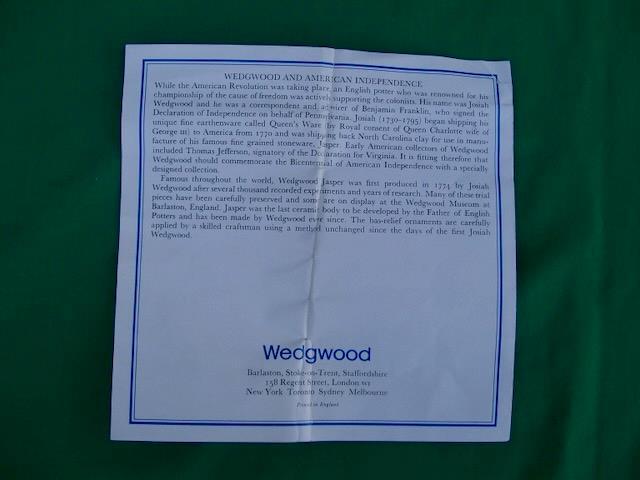 WEDGWOOD AND AMERICAN INDEPENDENCE
While the American Revolution was taking place, an English potter who was renowned for his
championship of the cause of freedom was actively supporting the colonists. His name was Josiah
Wedgwood and he was a correspondent and admirer of Benjamin Franklin, who signed the
Declaration of Independence on behalf of Pennsylvania. Josiah (1730–1795) began shipping his
unique fine earthenware called Queen's Ware (by Royal consent of Queen Charlotte wife of
George III) to America from 1770 and was shipping back North Carolina clay for use in manu-
facture of his famous fine grained stoneware, Jasper. Early American collectors of Wedgwood
included Thomas Jefferson, signatory of the Declaration for Virginia. It is fitting therefore that
Wedgwood should commemorate the Bicentennial of American Independence with a specially
designed collection.
Famous throughout the world, Wedgwood Jasper was first produced in 1774 by Josiah
Wedgwood after several thousand recorded experiments and years of research. Many of these trial
pieces have been carefully preserved and some are on display at the Wedgwood Museum at
Barlaston, England. Jasper was the last ceramic body to be developed by the Father of English
Potters and has been made by Wedgwood ever since. The bas-relief ornaments are carefully
applied by a skilled craftsman using a method unchanged since the days of the first Josiah
Wedgwood.
Wedgwood
Barlaston, Stoke-on-Trent, Staffordshire
158 Regent Street, London W1
New York Toronto Sydney Melbourne
Printed in England